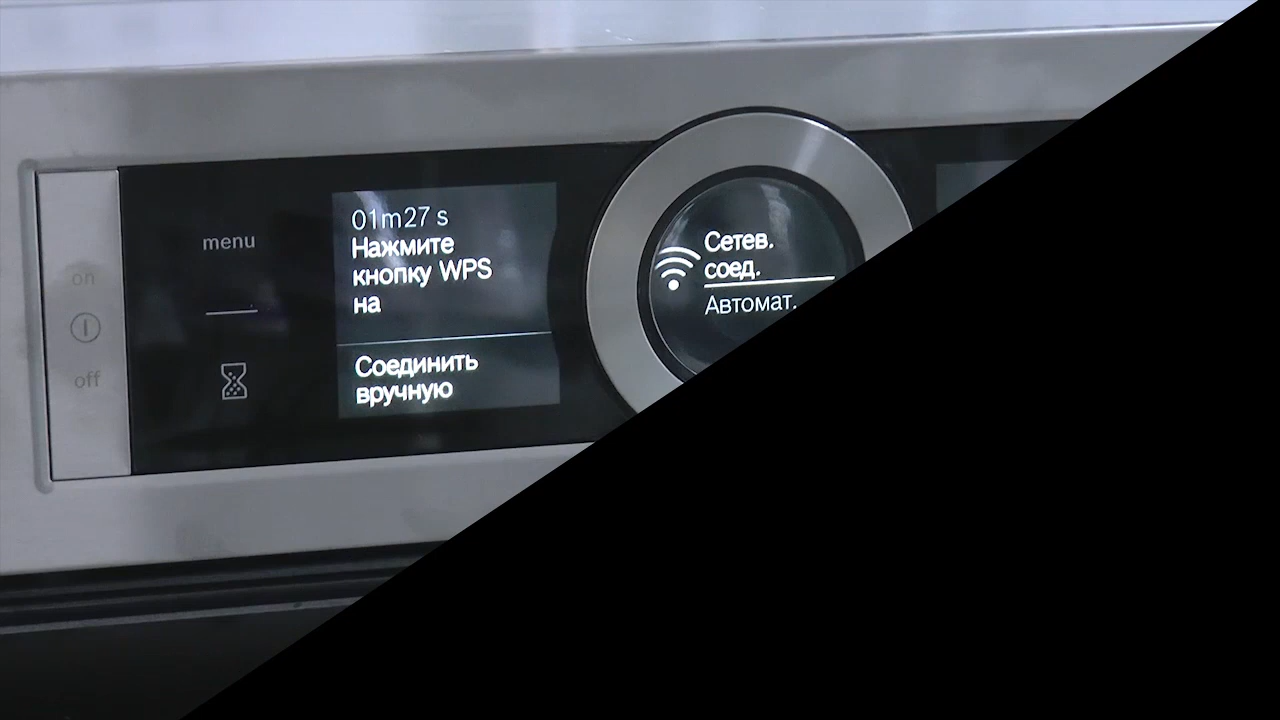 on
off
menu
01m27 s
Нажмите
кнопку WPS
на
Соединить
вручную
Сетев.
соед.
Автомат.